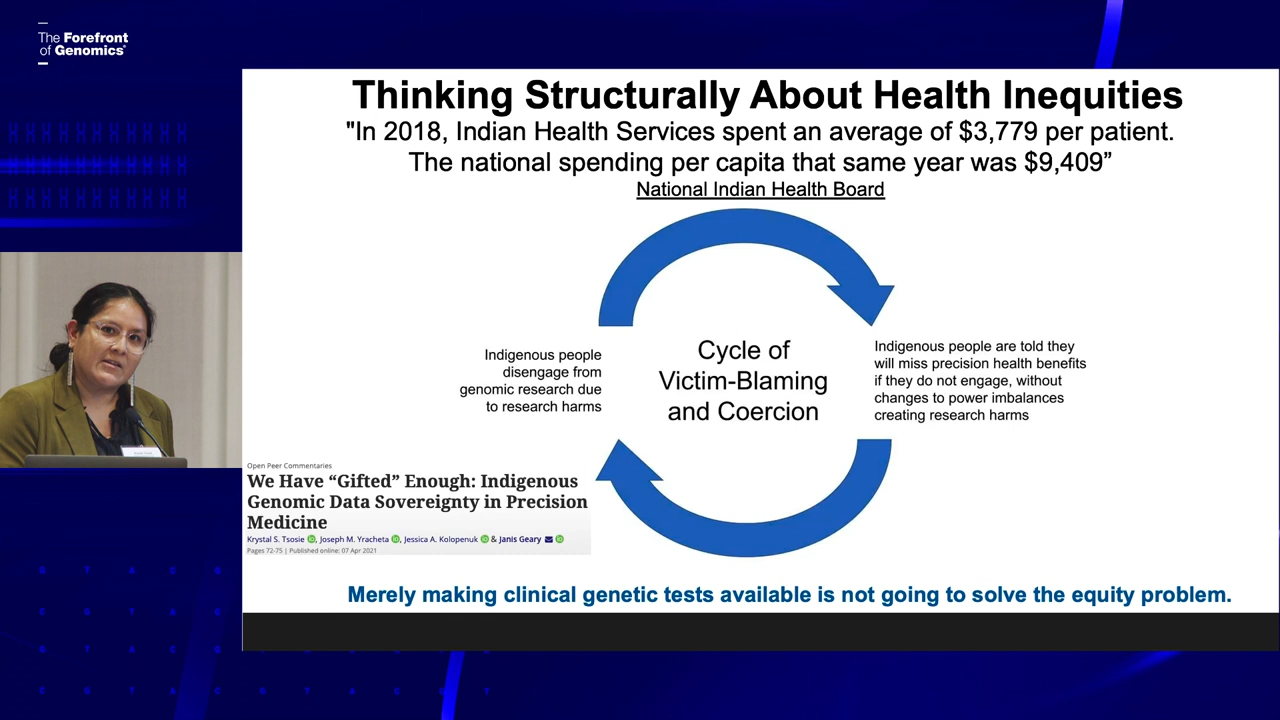 The Forefront
of Genomics®
Thinking Structurally About Health Inequities
"In 2018, Indian Health Services spent an average of $3,779 per patient.
The national spending per capita that same year was $9,409”
National Indian Health Board
Indigenous people
disengage from
genomic research due
to research harms
Cycle of
Victim-Blaming
and Coercion
Indigenous people are told they
will miss precision health benefits
if they do not engage, without
changes to power imbalances
creating research harms
Open Peer Commentaries
We Have “Gifted” Enough: Indigenous
Genomic Data Sovereignty in Precision
Medicine
Krystal S. Tsosie, Joseph M. Yracheta, Jessica A. Kolopenuk & Janis Geary
Pages 72-75 | Published online: 07 Apr 2021
Merely making clinical genetic tests available is not going to solve the equity problem.